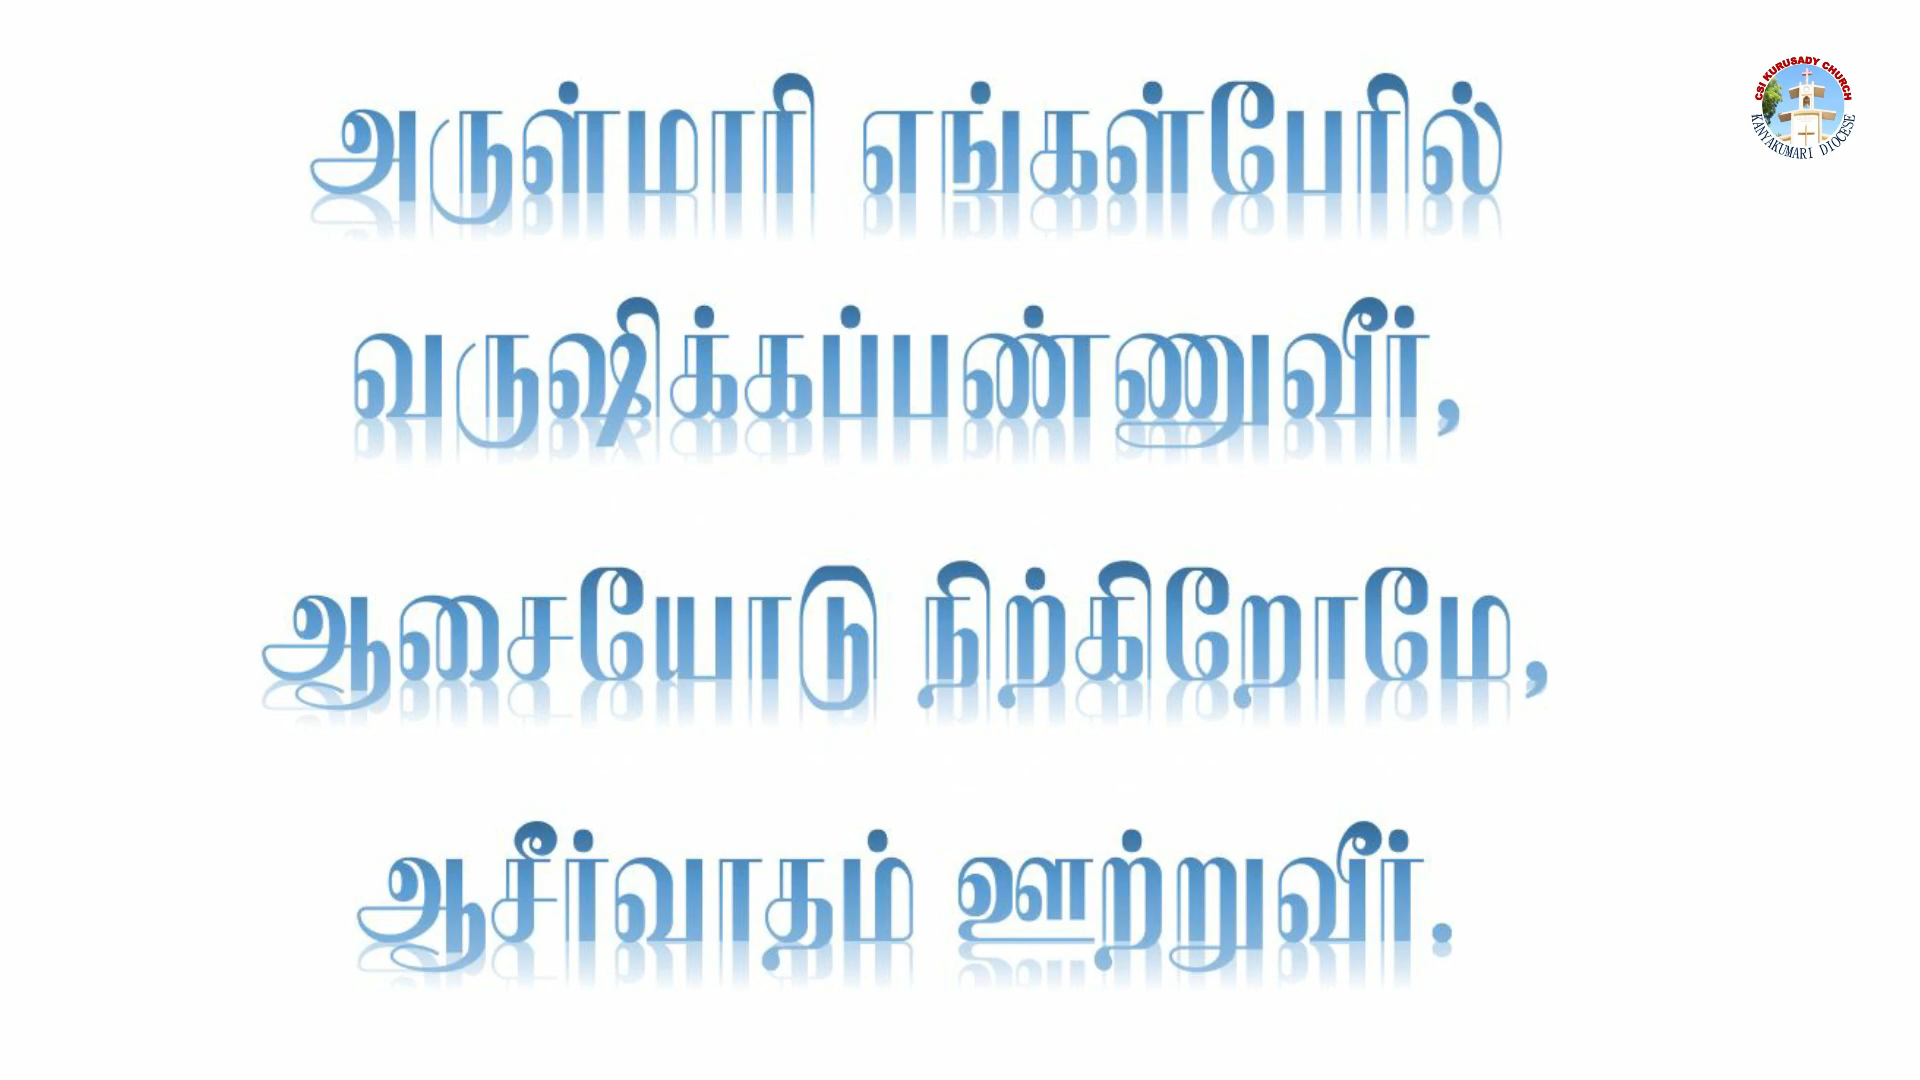 அருள்மாரி எங்கள்பேரில்
வருஷிக்கப்பண்ணுவீர்,
ஆசையோடு நிற்கிறோமே,
ஆசீர்வாதம் ஊற்றுவீர்.
CSI KURUSADY CHURCH
KANYAKUMARI DIOCESE